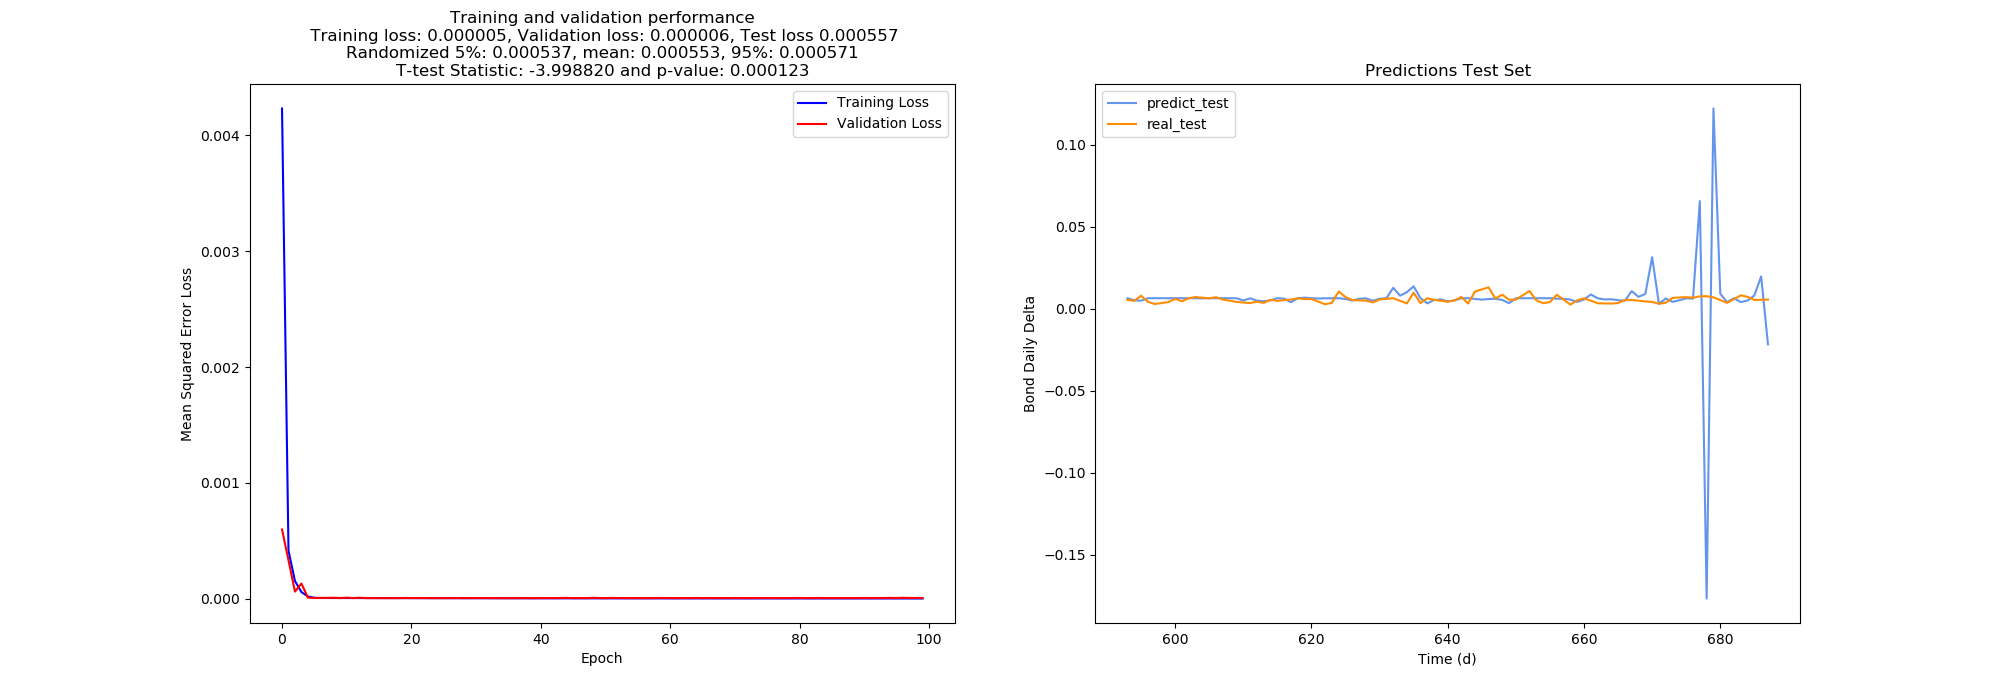 Training and validation performance
Training loss: 0.000005, Validation loss: 0.000006, Test loss 0.000557
Randomized 5%: 0.000537, mean: 0.000553, 95%: 0.000571
T-test Statistic: -3.998820 and p-value: 0.000123
Training Loss
Validation Loss
0.004
0.003
0.002
0.001
0.000
Mean Squared Error Loss
0
20
40
60
80
100
Epoch
Predictions Test Set
predict_test
real_test
0.10
0.05
0.00
−0.05
−0.10
−0.15
Bond Daily Delta
600
620
640
660
680
Time (d)